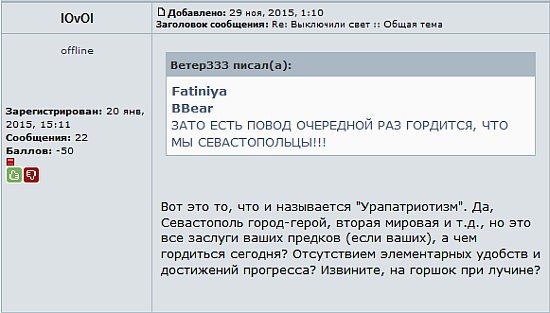 lOvOl
Добавлено: 29 ноя, 2015, 1:10
Заголовок сообщения: Re: Выключили свет :: Общая тема
offline
Зарегистрирован: 20 янв,
2015, 15:11
Сообщения: 22
Баллов: -50
Ветер333 писал(а):
Fatiniya
BBear
ЗАТО ЕСТЬ ПОВОД ОЧЕРЕДНОЙ РАЗ ГОРДИТСЯ, ЧТО
МЫ СЕВАСТОПОЛЬЦЫ!!!
Вот это то, что и называется "Урапатриотизм". Да,
Севастополь город-герой, вторая мировая и т.д., но это
все заслуги ваших предков (если ваших), а чем
гордиться сегодня? Отсутствием элементарных удобств и
достижений прогресса? Извините, на горшок при лучине?